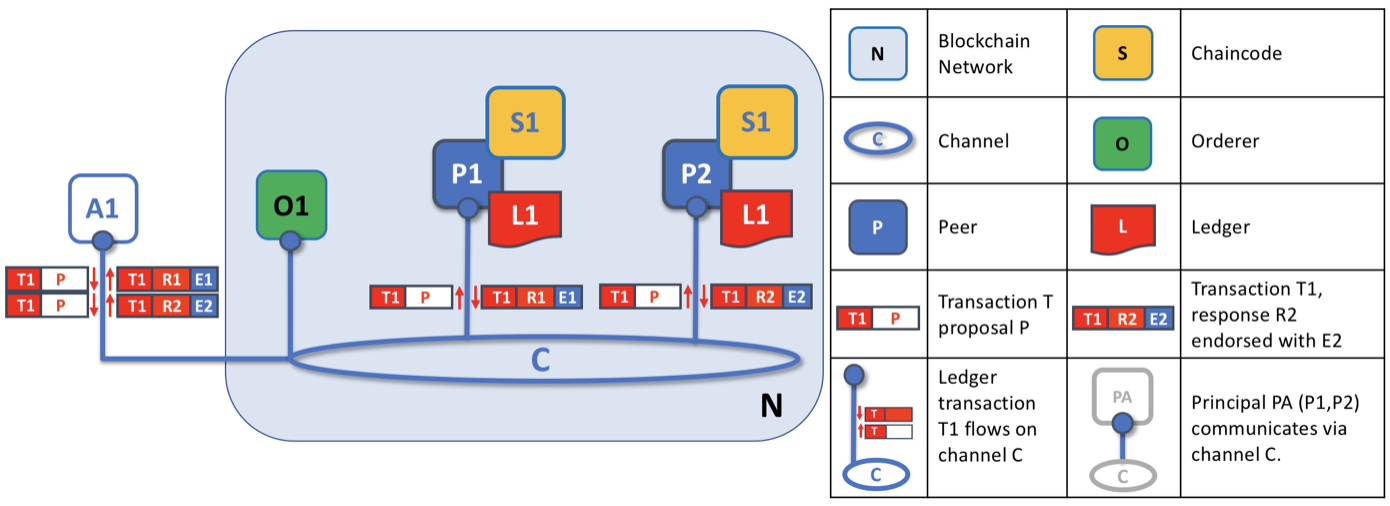 S1
S1
P1
P2
A1
O1
L1
L1
T1 P T1 R1 E1
T1 P T1 R2 E2
T1 P T1 R1 E1
T1 P T1 R2 E2
C
N
N
Blockchain
Network
S
Chaincode
C
Channel
O
Orderer
P
Peer
L
Ledger
T1 P
Transaction T
proposal P
T1 R2 E2
Transaction T1,
response R2
endorsed with E2
T
T
C
Ledger
transaction
T1 flows on
channel C
PA
C
Principal PA (P1,P2)
communicates via
channel C.